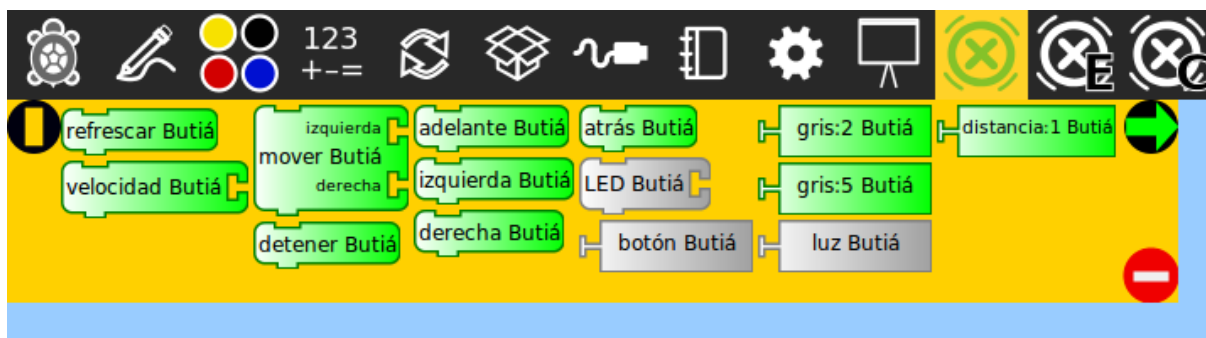 123
+-=
E
C
refrescar Butiá
velocidad Butiá
izquierda
mover Butiá
derecha
detener Butiá
adelante Butiá
izquierda Butiá
derecha Butiá
atrás Butiá
LED Butiá
botón Butiá
gris:2 Butiá
gris:5 Butiá
luz Butiá
distancia:1 Butiá